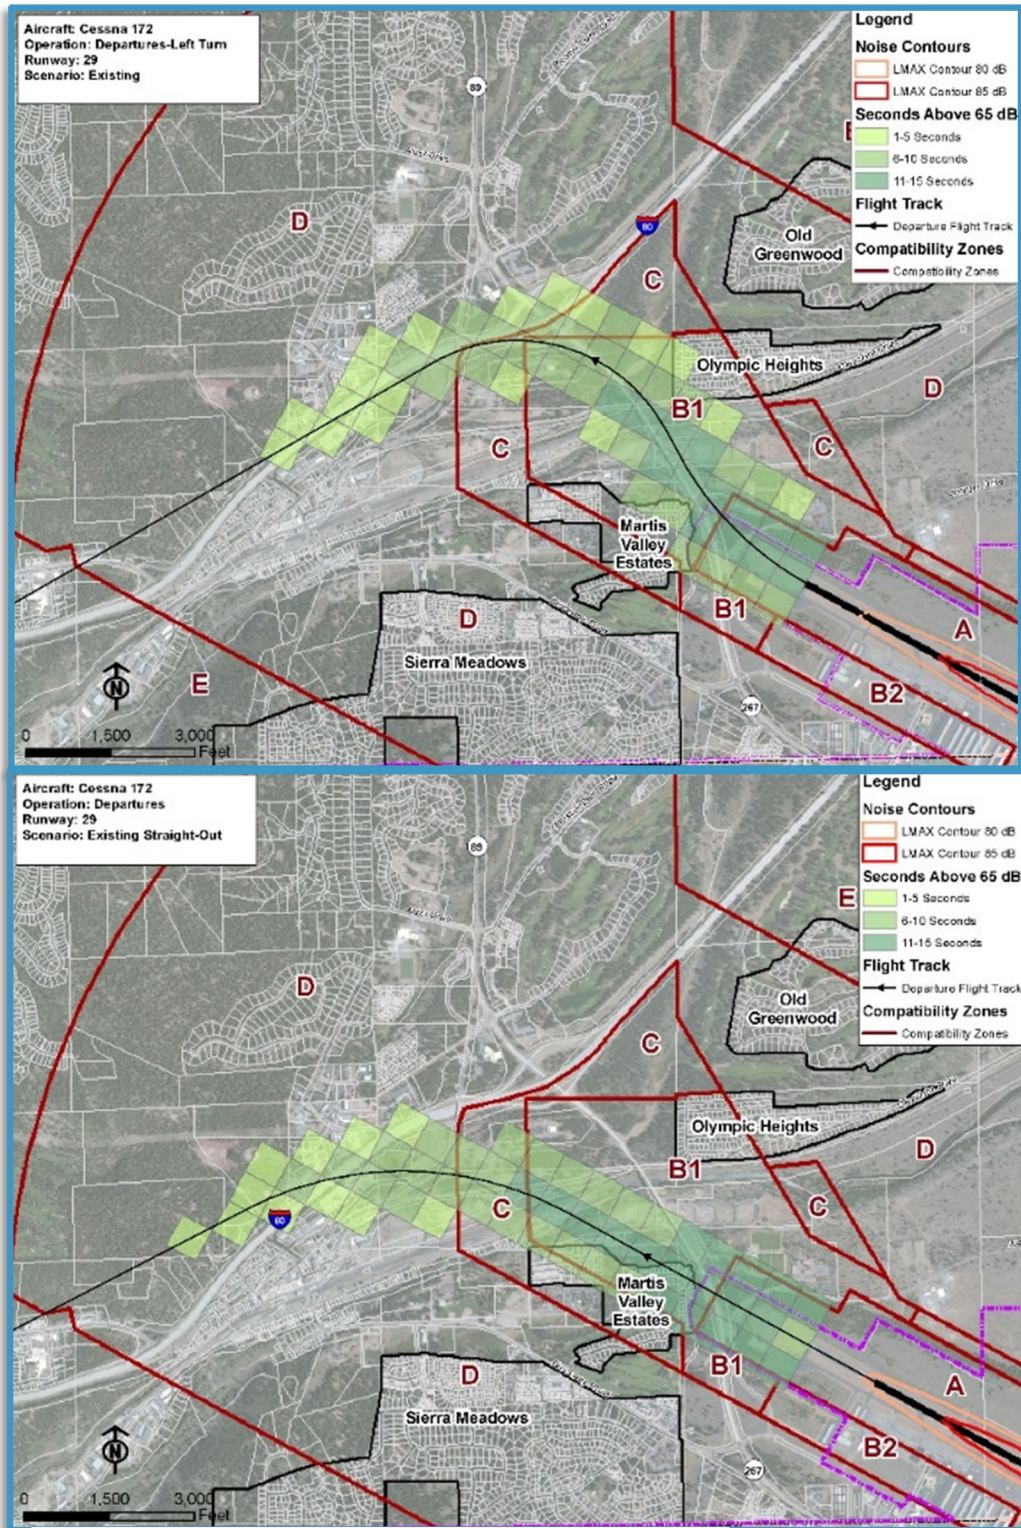 Aircraft: Cessna 172
Operation: Departures-Left Turn
Runway: 29
Scenario: Existing
Legend
Noise Contours
LMAX Contour 80 dB
LMAX Contour 85 dB
Seconds Above 65 dB
1-5 Seconds
6-10 Seconds
11-15 Seconds
Flight Track
Departure Flight Track
Compatibility Zones
Compatibility Zones
89
D
80
C
Old
Greenwood
Olympic Heights
D
B1
C
C
Martis
Valley
Estates
B1
A
D
Sierra Meadows
E
B2
267
N
0 1,500 3,000
Feet
Aircraft: Cessna 172
Operation: Departures
Runway: 29
Scenario: Existing Straight-Out
Legend
Noise Contours
LMAX Contour 80 dB
LMAX Contour 85 dB
Seconds Above 65 dB
1-5 Seconds
6-10 Seconds
11-15 Seconds
Flight Track
Departure Flight Track
Compatibility Zones
Compatibility Zones
89
E
D
Old
Greenwood
C
Olympic Heights
D
B1
C
C
80
Martis
Valley
Estates
B1
A
D
Sierra Meadows
B2
267
N
0 1,500 3,000
Feet